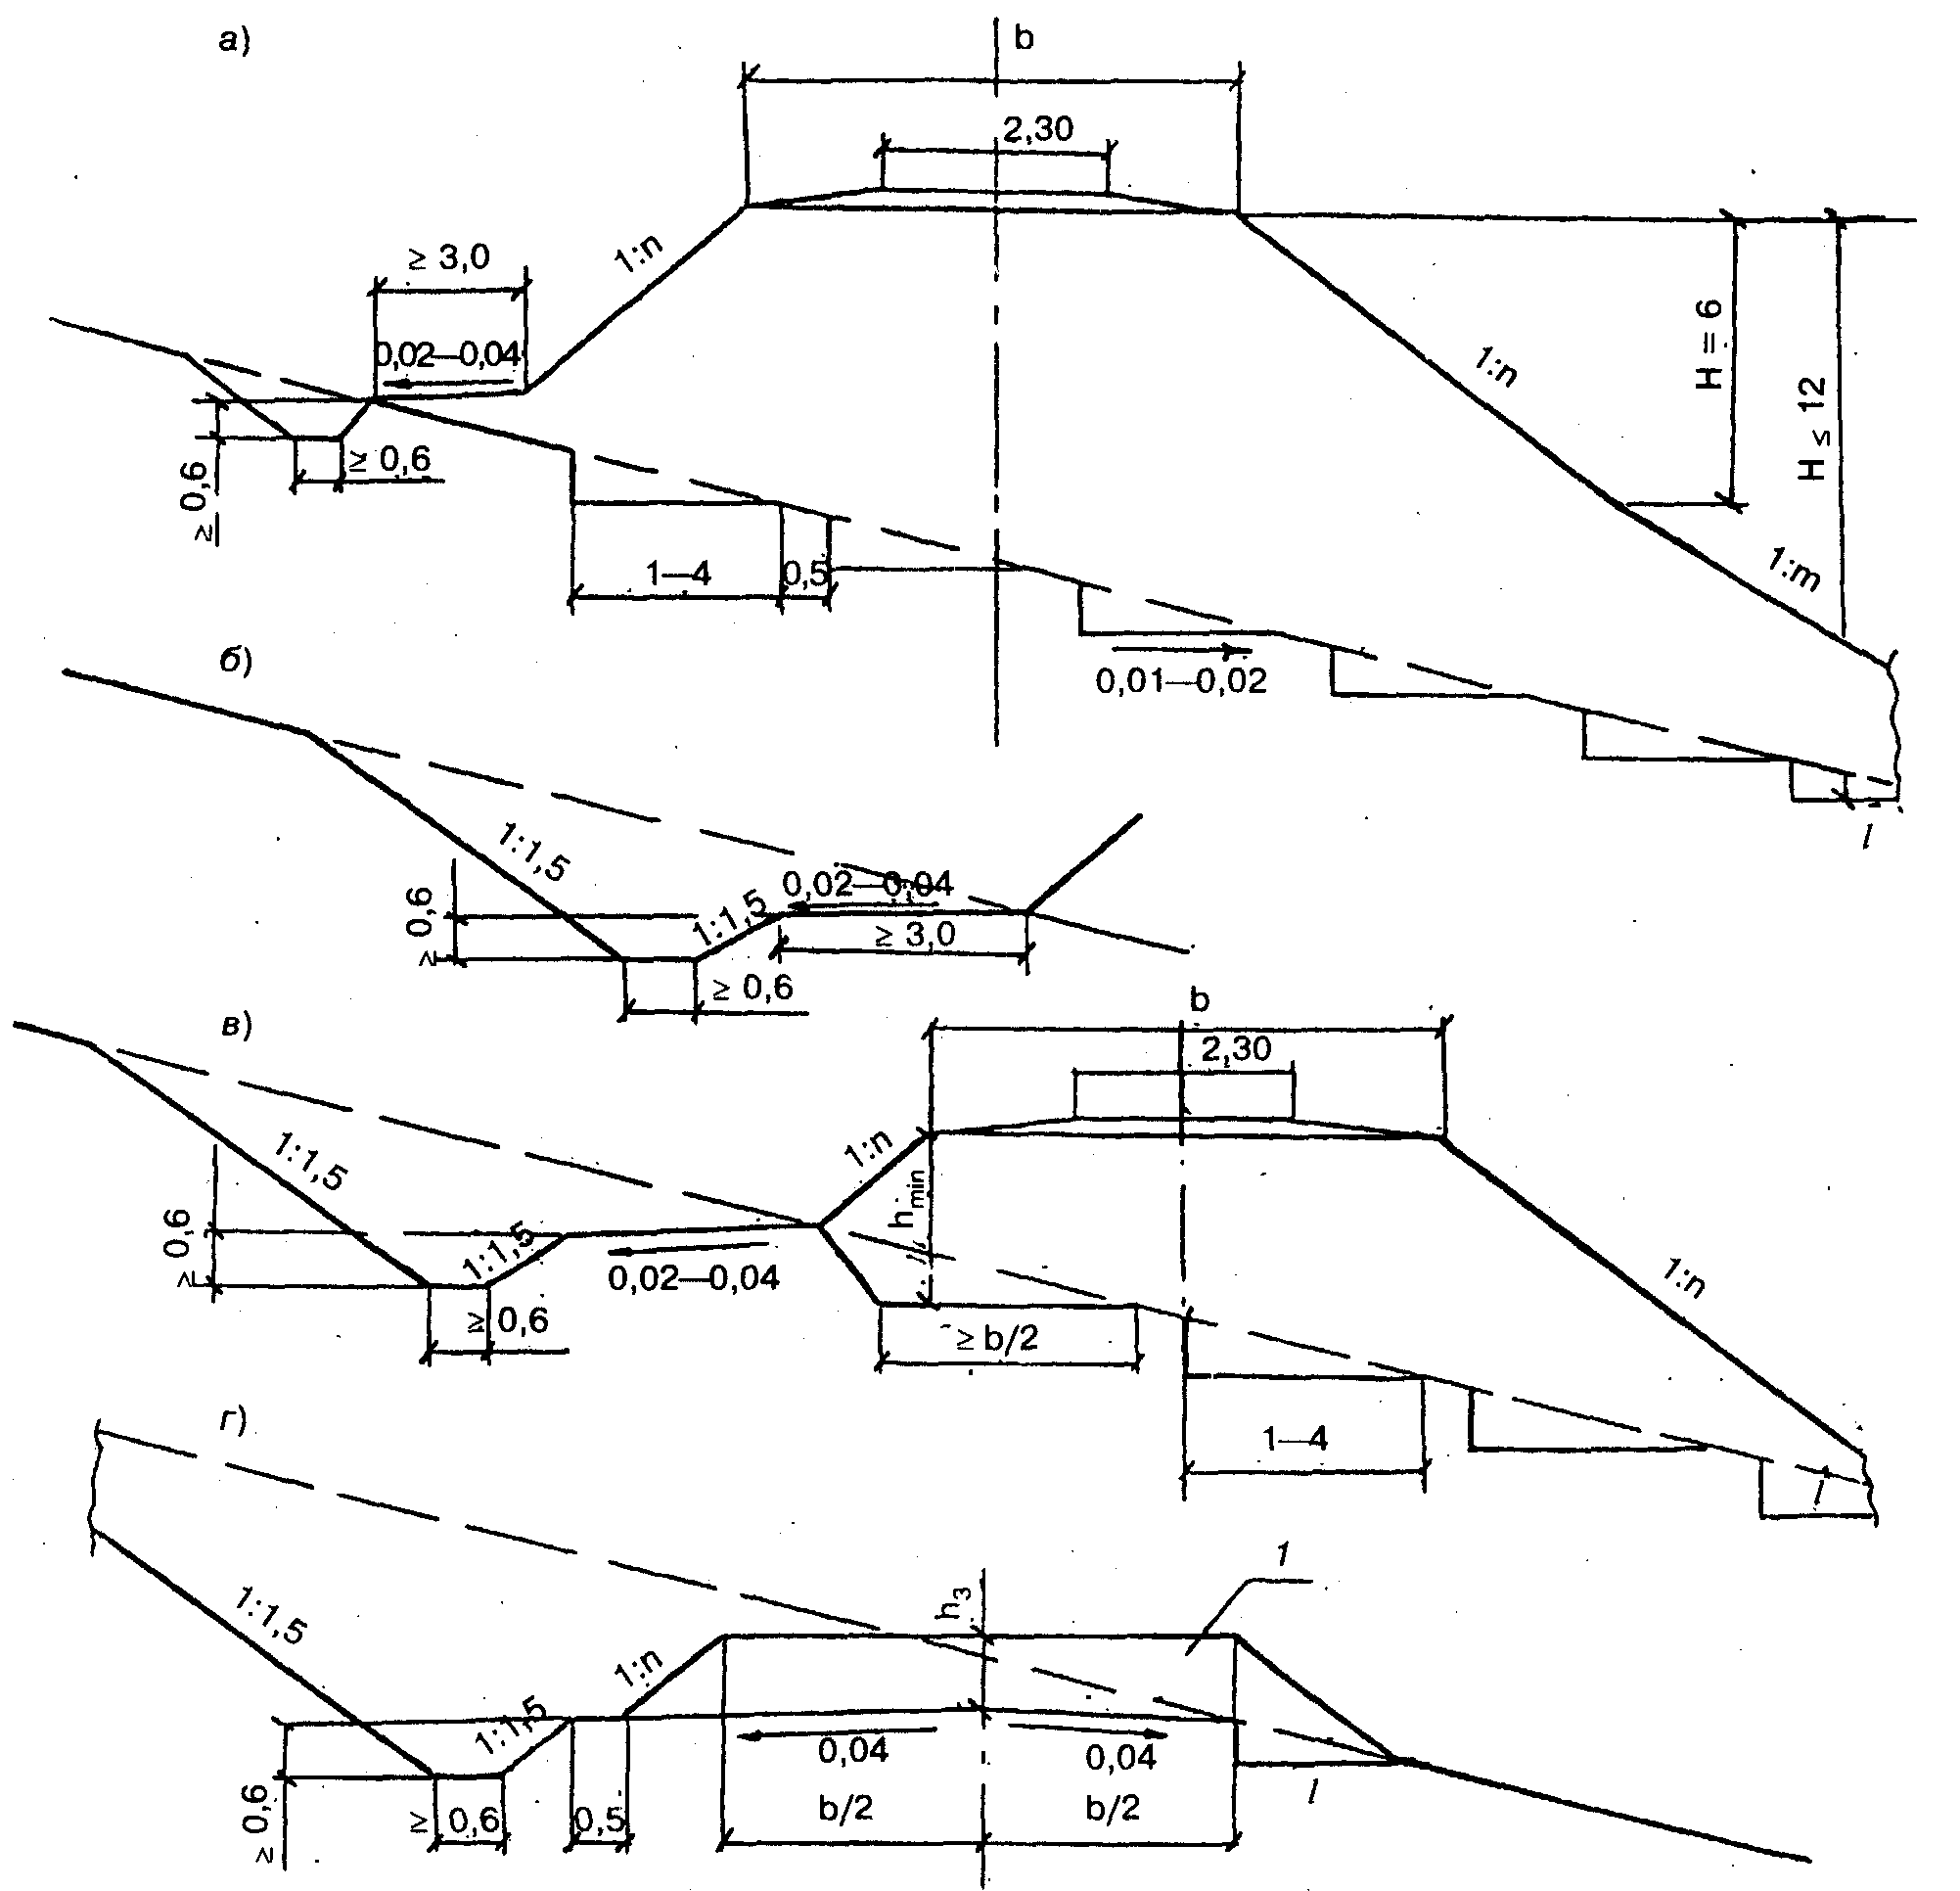 а)
b
2,30
1:n
≥ 3,0
0,02—0,04
H = 6
1:n
H ≤ 12
≥ 0,6
≥ 0,6
1:m
1—4
0,5
0,01—0,02
l
б)
1:1,5
0,02—0,04
≥ 0,6
1:1,5
≥ 3,0
≥ 0,6
в)
b
2,30
1:n
1:1,5
hmin
≥ 0,6
1:1,5
0,02—0,04
1:n
≥ 0,6
≥ b/2
1—4
l
г)
1
h3
1:1,5
1:n
1:1,5
0,04
0,04
≥ 0,6
≥ 0,6
0,5
b/2
b/2
l